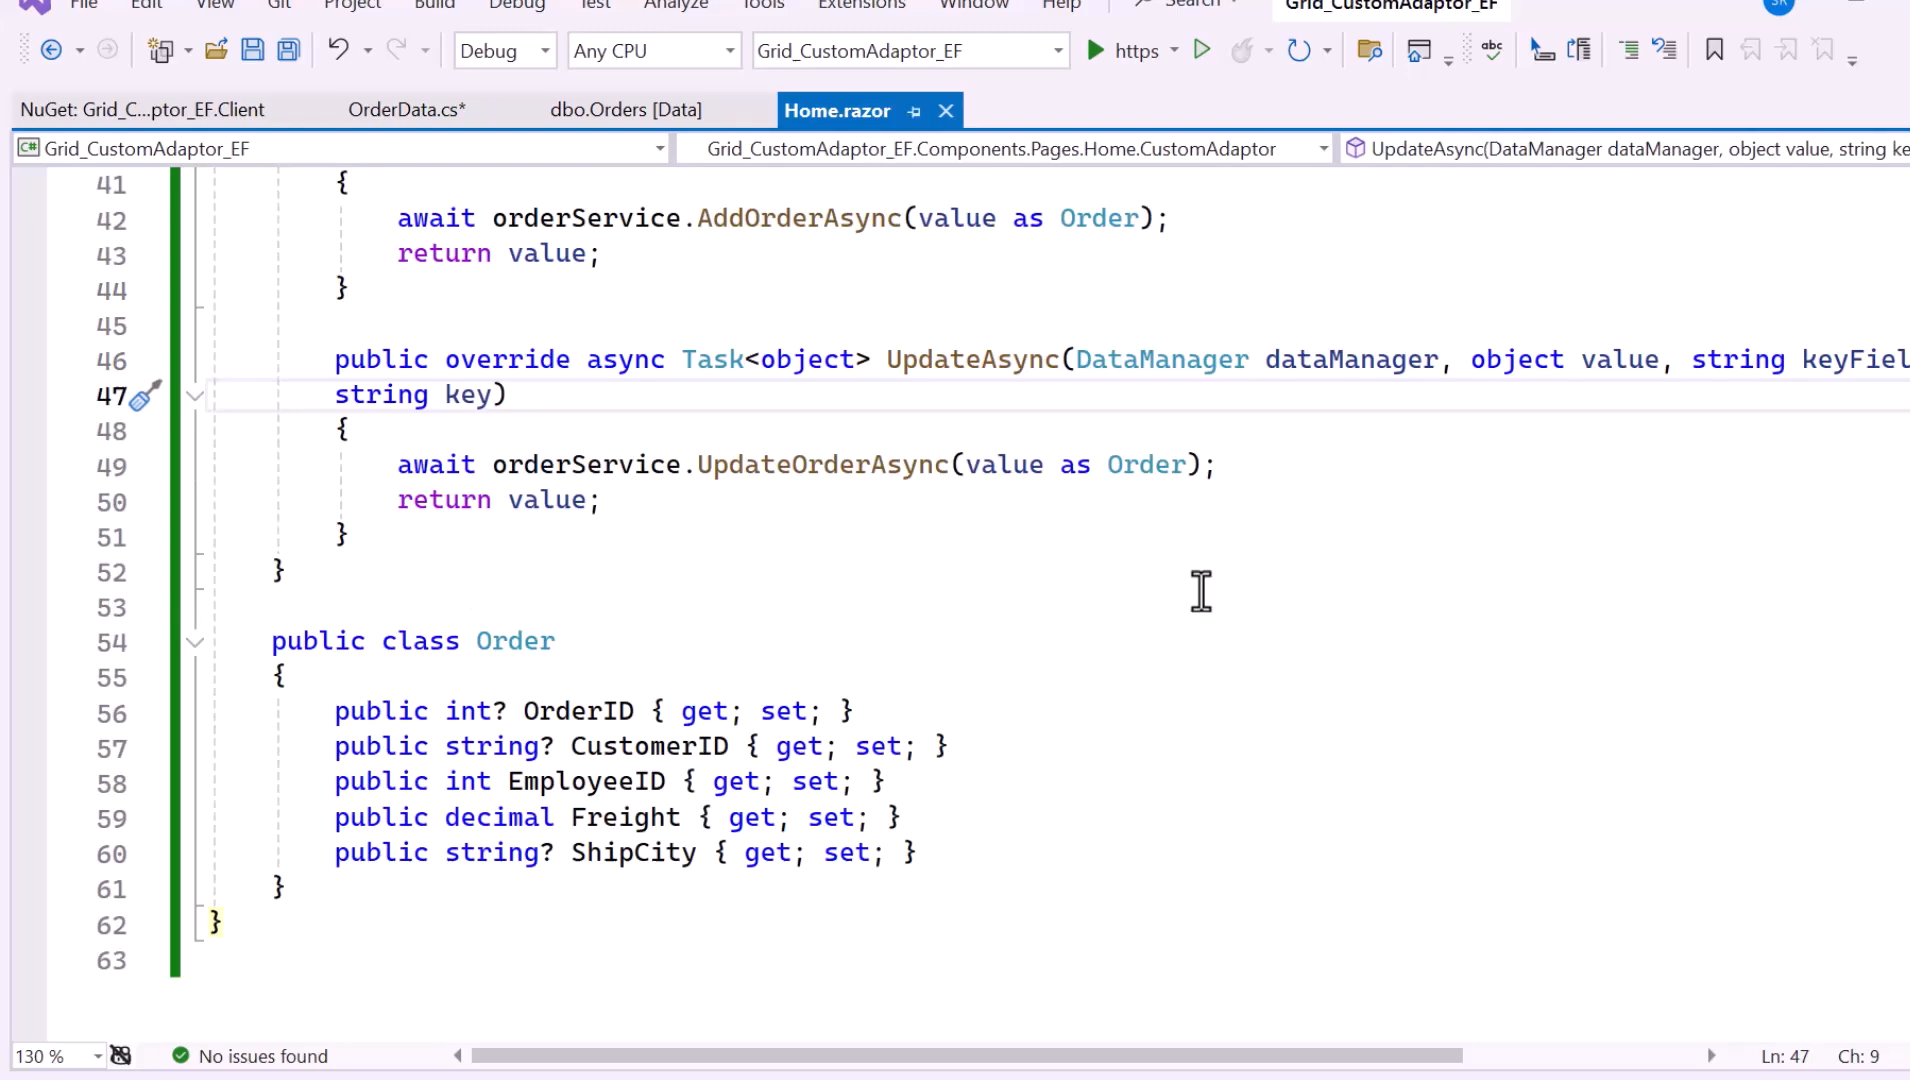 File Edit View Git Project Build Debug Test Analyze Tools Extensions Window Help Search Grid_CustomAdaptor_EF SR
Debug Any CPU Grid_CustomAdaptor_EF https abc
NuGet: Grid_C...ptor_EF.Client OrderData.cs* dbo.Orders [Data] Home.razor
C# Grid_CustomAdaptor_EF Grid_CustomAdaptor_EF.Components.Pages.Home.CustomAdaptor UpdateAsync(DataManager dataManager, object value, string ke
41 {
42 await orderService.AddOrderAsync(value as Order);
43 return value;
44 }
45
46 public override async Task<object> UpdateAsync(DataManager dataManager, object value, string keyFiel
47 string key)
48 {
49 await orderService.UpdateOrderAsync(value as Order);
50 return value;
51 }
52 }
53
54 public class Order
55 {
56 public int? OrderID { get; set; }
57 public string? CustomerID { get; set; }
58 public int EmployeeID { get; set; }
59 public decimal Freight { get; set; }
60 public string? ShipCity { get; set; }
61 }
62 }
63
130 % No issues found Ln: 47 Ch: 9